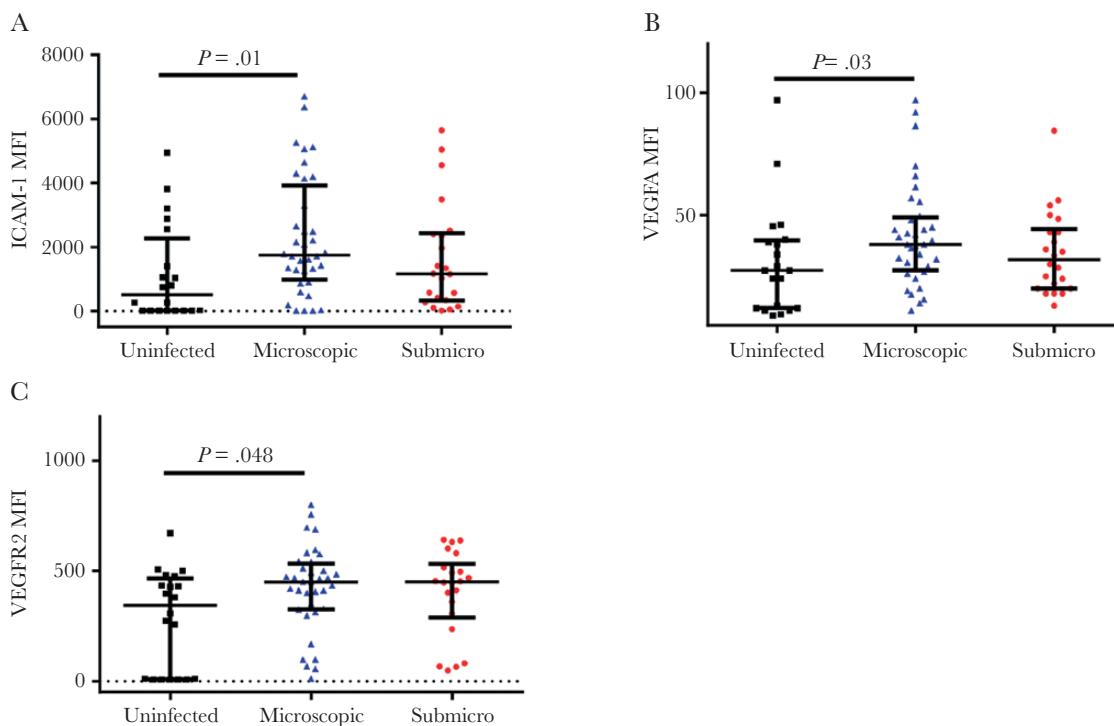 A
8000
6000
4000
2000
0
ICAM-1 MFI
P = .01
Uninfected Microscopic Submicro
B
100
50
VEGFA MFI
P= .03
Uninfected Microscopic Submicro
C
1000
500
0
VEGFR2 MFI
P = .048
Uninfected Microscopic Submicro